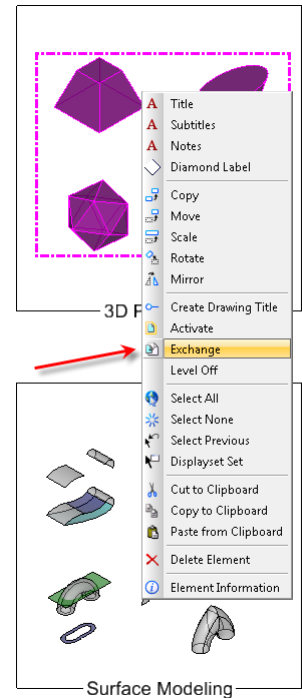 Title
Subtitles
Notes
Diamond Label
Copy
Move
Scale
Rotate
Mirror
3D
Create Drawing Title
Activate
Exchange
Level Off
Select All
Select None
Select Previous
Displayset Set
Cut to Clipboard
Copy to Clipboard
Paste from Clipboard
Delete Element
Element Information
Surface Modeling